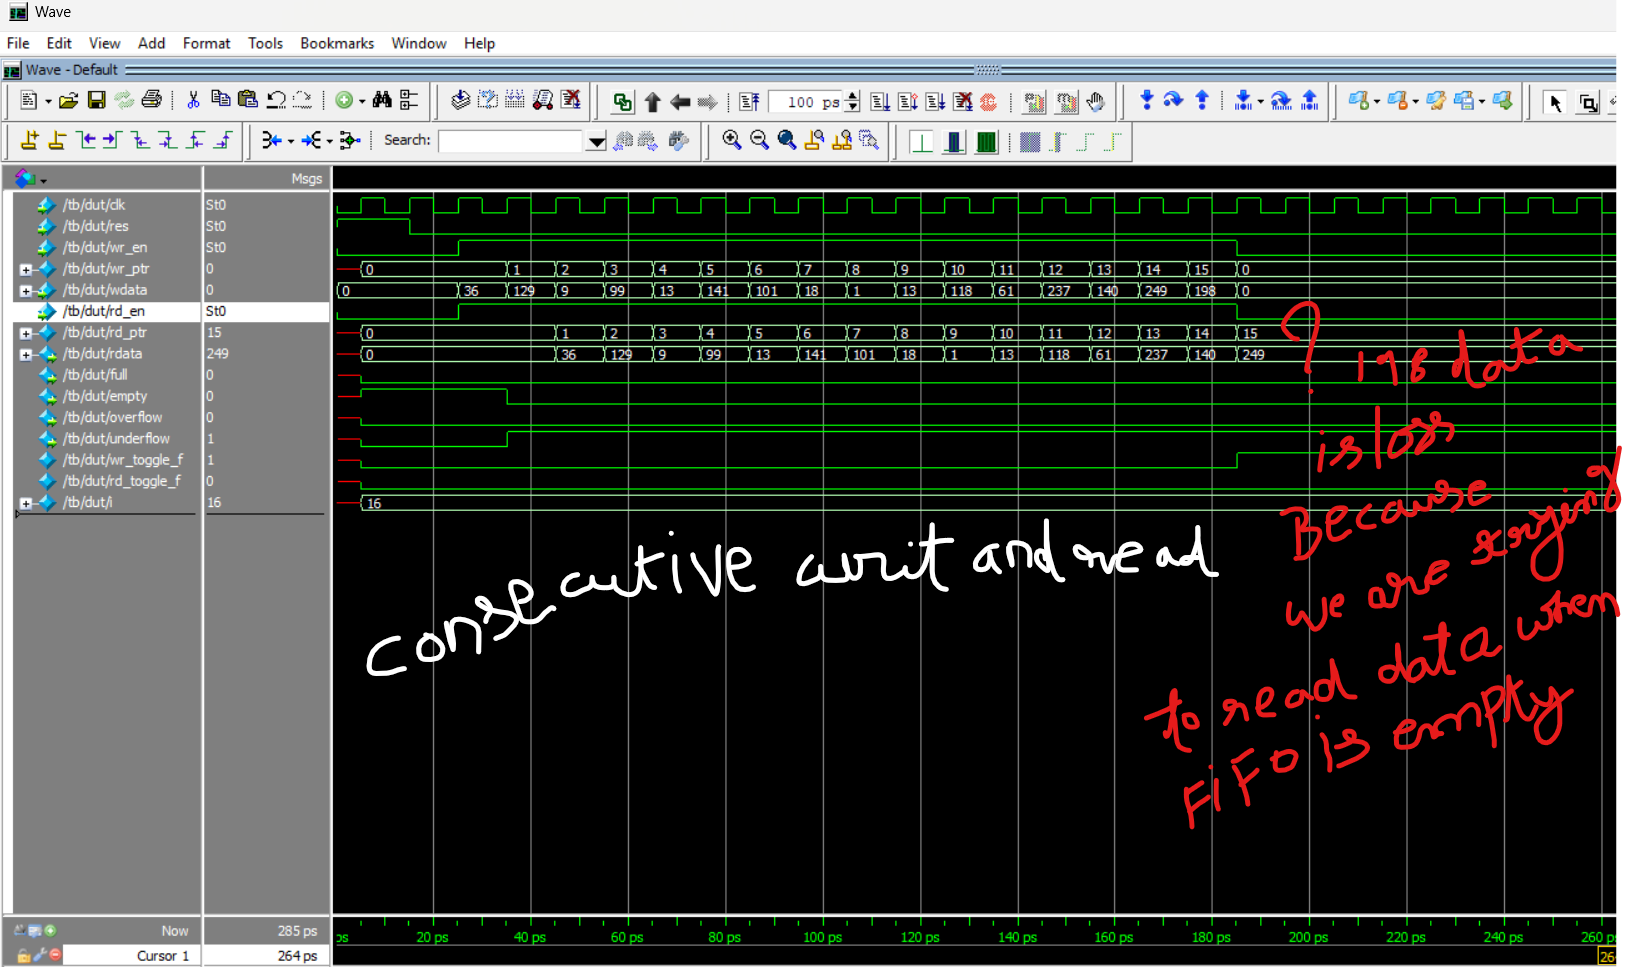 Wave
File Edit View Add Format Tools Bookmarks Window Help
Wave - Default
100 ps
Search:
Msgs
/tb/dut/clk St0
/tb/dut/res St0
/tb/dut/wr_en St0
/tb/dut/wr_ptr 0 0 1 2 3 4 5 6 7 8 9 10 11 12 13 14 15 0
/tb/dut/wdata 0 0 36 129 9 99 13 141 101 18 1 13 118 61 237 140 249 198 0
/tb/dut/rd_en St0
/tb/dut/rd_ptr 15 0 1 2 3 4 5 6 7 8 9 10 11 12 13 14 15
/tb/dut/rdata 249 0 36 129 9 99 13 141 101 18 1 13 118 61 237 140 249
/tb/dut/full 0
/tb/dut/empty 0
/tb/dut/overflow 0
/tb/dut/underflow 1
/tb/dut/wr_toggle_f 1
/tb/dut/rd_toggle_f 0
/tb/dut/i 16 16
? 198 data
is loss
Because
we are trying
to read data when
FiFO is empty
consecutive writ and read
Now 285 ps
ps 20 ps 40 ps 60 ps 80 ps 100 ps 120 ps 140 ps 160 ps 180 ps 200 ps 220 ps 240 ps 260 p
Cursor 1 264 ps 26